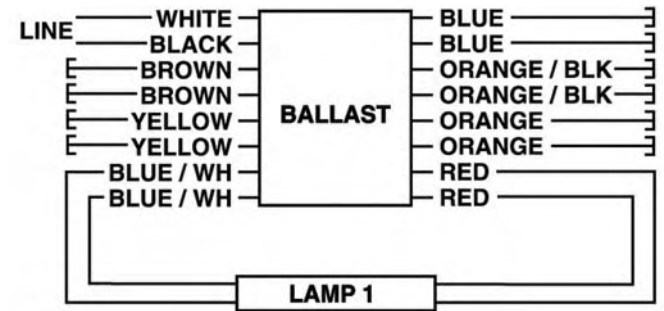 LINE
WHITE
BLACK
BROWN
BROWN
YELLOW
YELLOW
BLUE / WH
BLUE / WH
BALLAST
BLUE
BLUE
ORANGE / BLK
ORANGE / BLK
ORANGE
ORANGE
RED
RED
LAMP 1